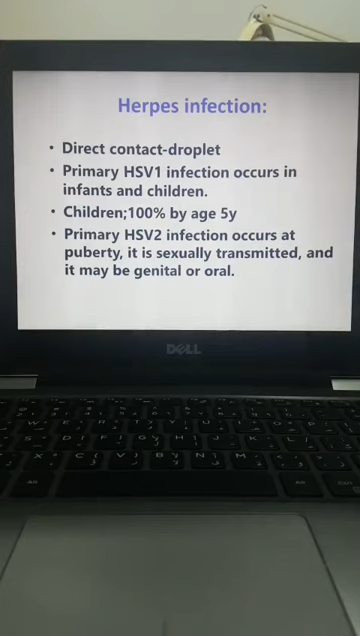 Herpes infection:
• Direct contact-droplet
• Primary HSV1 infection occurs in
infants and children.
• Children;100% by age 5y
• Primary HSV2 infection occurs at
puberty, it is sexually transmitted, and
it may be genital or oral.
DELL